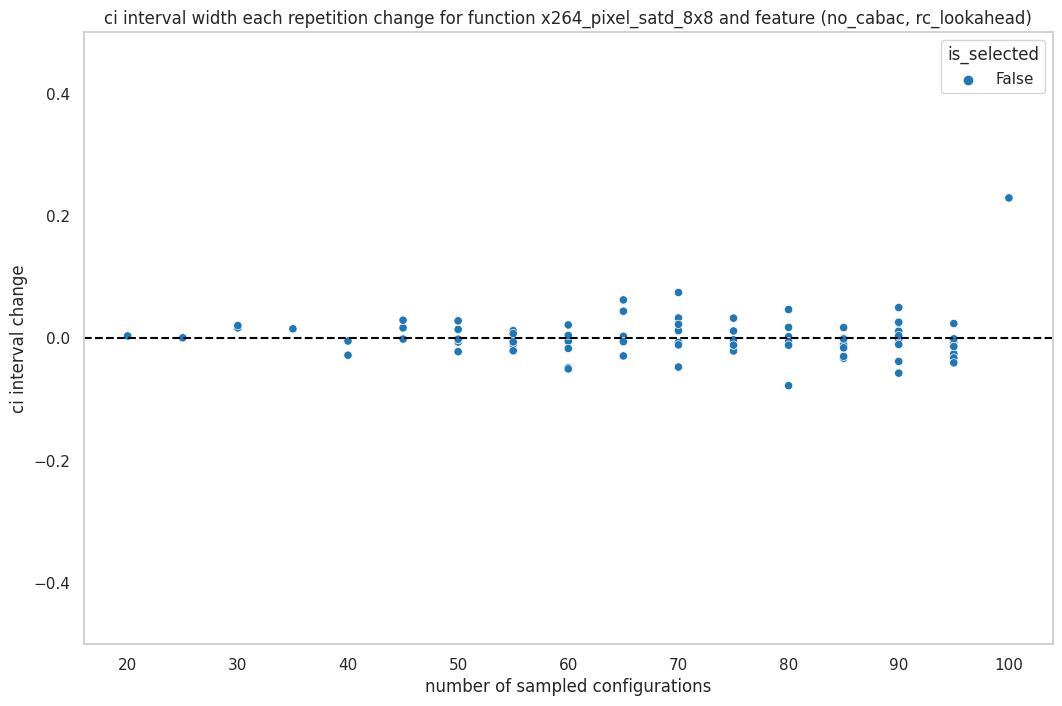 ci interval width each repetition change for function x264_pixel_satd_8x8 and feature (no_cabac, rc_lookahead)
is_selected
False
ci interval change
0.4
0.2
0.0
−0.2
−0.4
20 30 40 50 60 70 80 90 100
number of sampled configurations